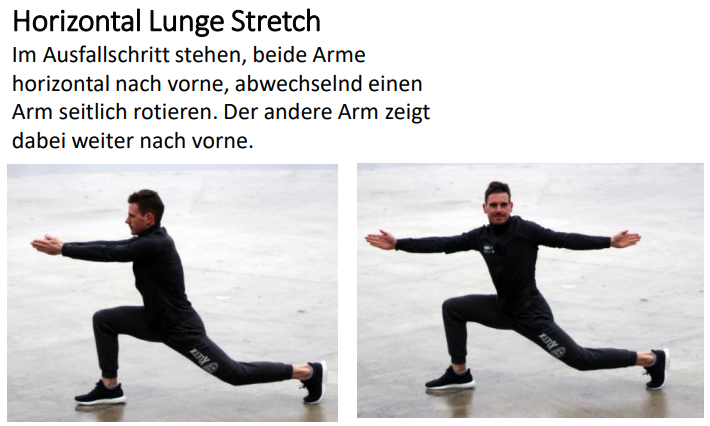 Horizontal Lunge Stretch
Im Ausfallschritt stehen, beide Arme
horizontal nach vorne, abwechselnd einen
Arm seitlich rotieren. Der andere Arm zeigt
dabei weiter nach vorne.